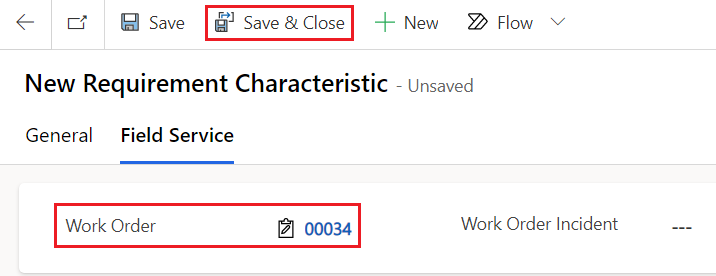 Save Save & Close New Flow
New Requirement Characteristic - Unsaved
General Field Service
Work Order 00034 Work Order Incident ---